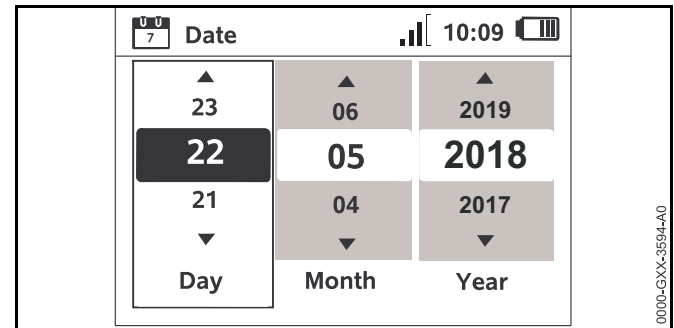 7 Date 10:09
23 06 2019
22 05 2018
21 04 2017
Day Month Year
0000-GXX-3594-A0